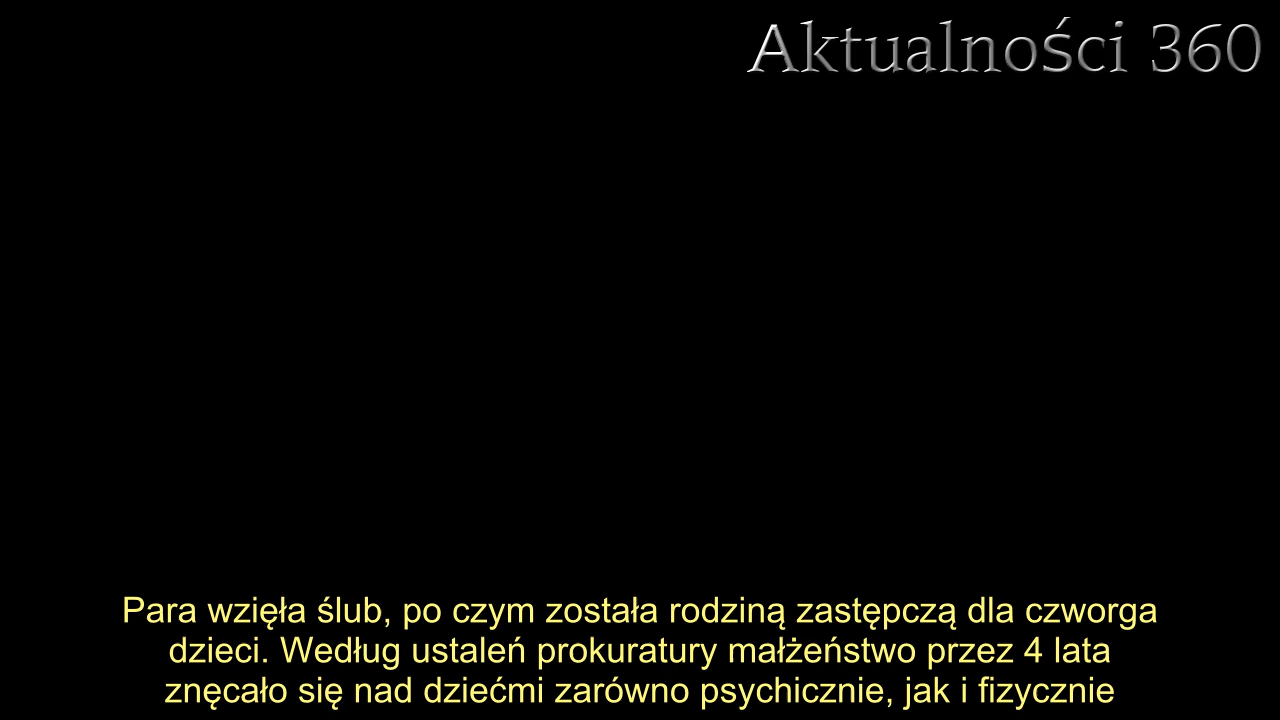 Aktualności 360
Para wzięła ślub, po czym została rodziną zastępczą dla czworga
dzieci. Według ustaleń prokuratury małżeństwo przez 4 lata
znęcało się nad dziećmi zarówno psychicznie, jak i fizycznie